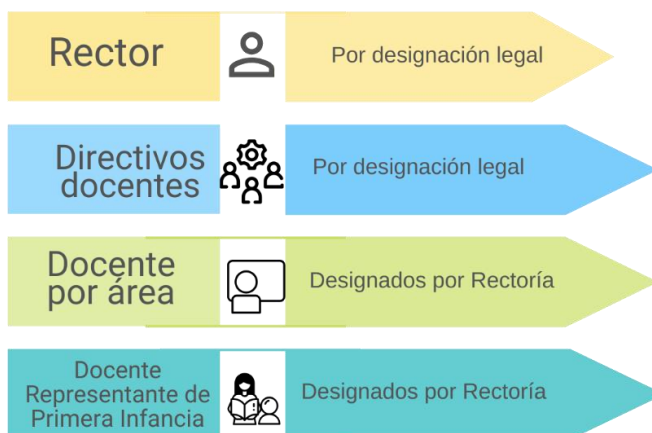 Rector
Por designación legal
Directivos
docentes
Por designación legal
Docente
por área
Designados por Rectoría
Docente
Representante de
Primera Infancia
Designados por Rectoría